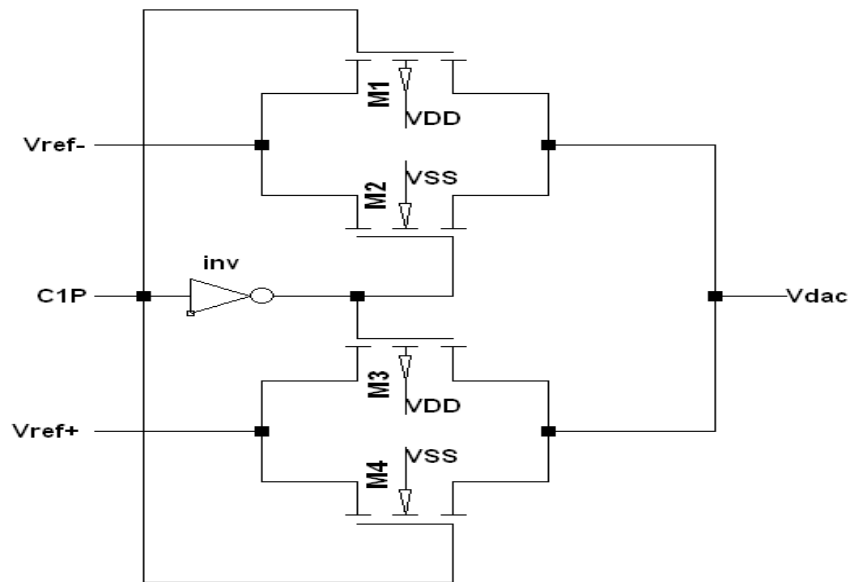 M1
VDD
Vref-
VSS
M2
inv
C1P
Vdac
M3
VDD
Vref+
VSS
M4